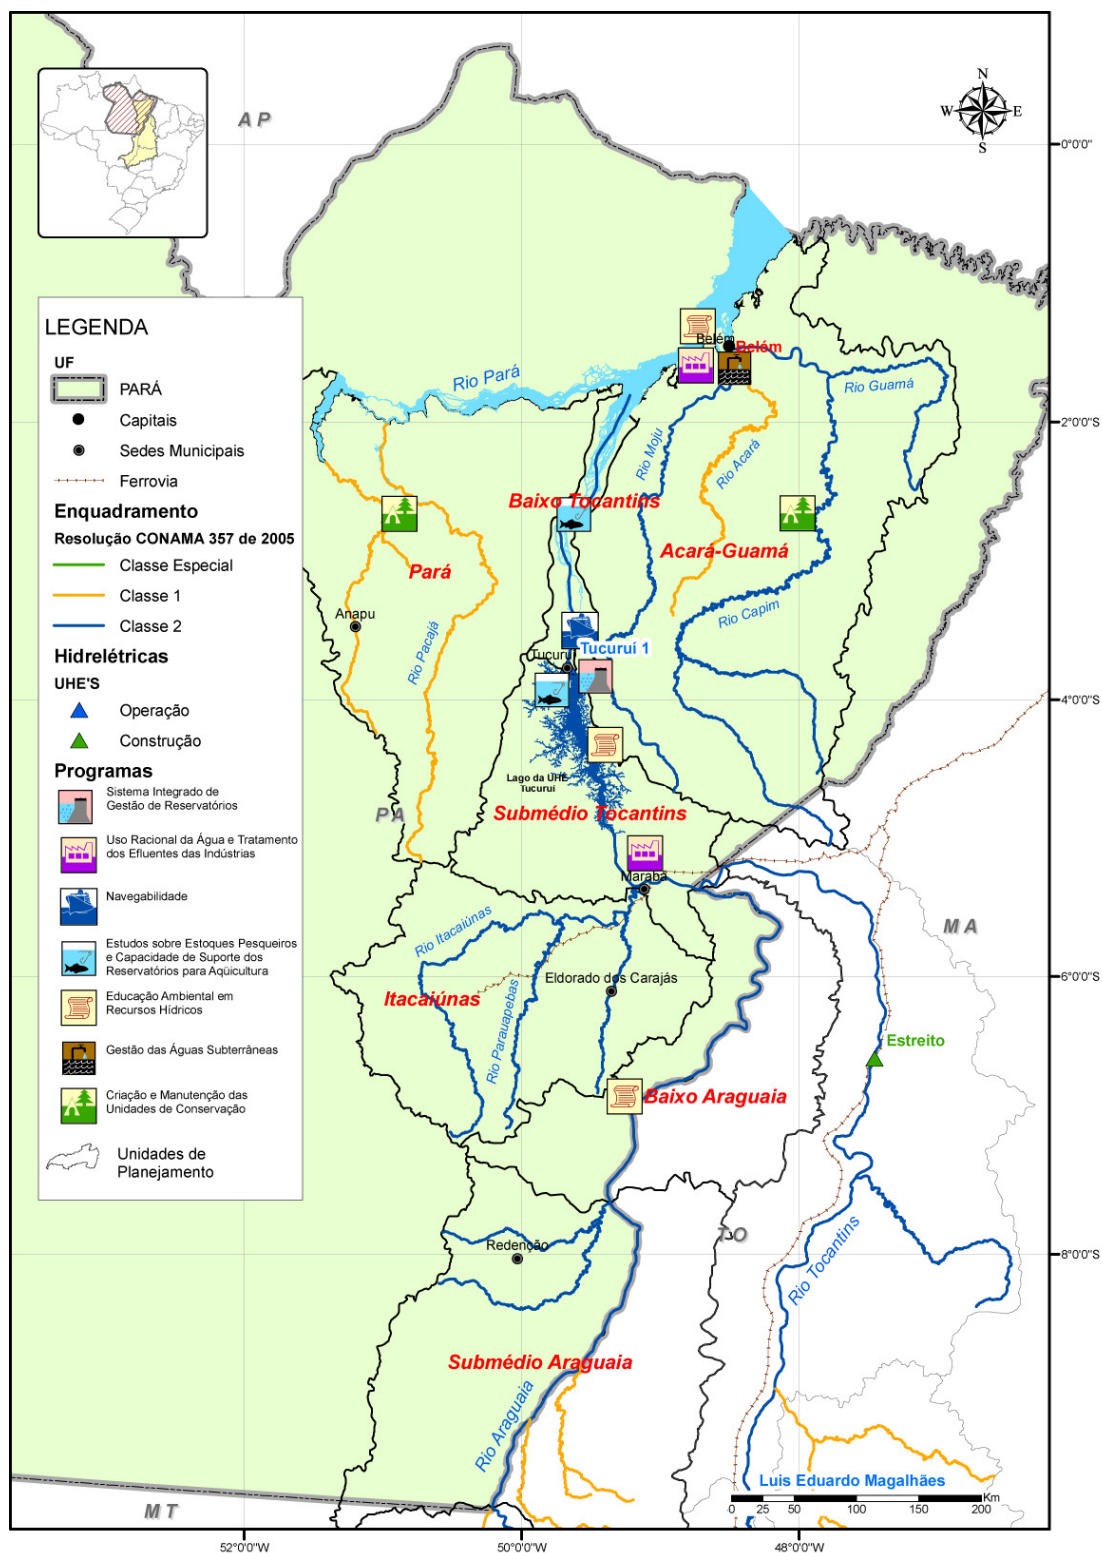 AP
N
W
E
S
0°0'0"
LEGENDA
UF
PARÁ
Capitais
Sedes Municipais
Ferrovia
Enquadramento
Resolução CONAMA 357 de 2005
Classe Especial
Classe 1
Classe 2
Hidrelétricas
UHE'S
Operação
Construção
Programas
Sistema Integrado de
Gestão de Reservatórios
Uso Racional da Água e Tratamento
dos Efluentes das Indústrias
Navegabilidade
Estudos sobre Estoques Pesqueiros
e Capacidade de Suporte dos
Reservatórios para Aqüicultura
Educação Ambiental em
Recursos Hídricos
Gestão das Águas Subterrâneas
Criação e Manutenção das
Unidades de Conservação
Unidades de
Planejamento
Belém
Belém
Rio Pará
Rio Guamá
2°0'0"S
Rio Moju
Rio Acará
Baixo Tocantins
Acará-Guamá
Pará
Anapu
Rio Capim
Rio Pacajá
Tucuruí 1
Tucuruí
4°0'0"S
Lago da UHE
Tucuruí
Submédio Tocantins
PA
Marabá
Rio Itacaiúnas
MA
Eldorado dos Carajás
6°0'0"S
Itacaiúnas
Rio Parauapebas
Estreito
Baixo Araguaia
TO
Redenção
8°0'0"S
Rio Tocantins
Submédio Araguaia
Rio Araguaia
Luis Eduardo Magalhães
Km
0 25 50 100 150 200
MT
52°0'0"W
50°0'0"W
48°0'0"W